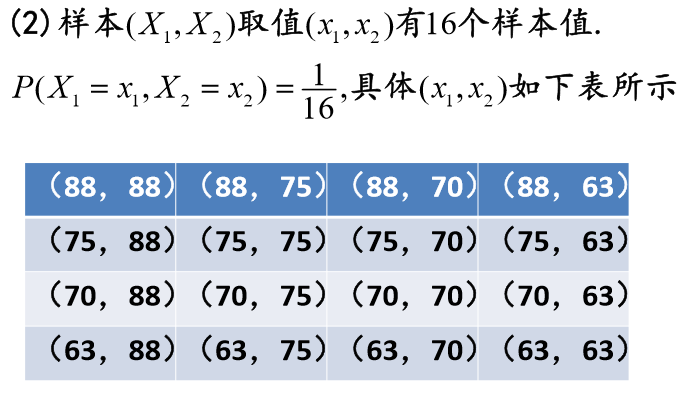 (2)样本(X₁,X₂)取值(x₁,x₂)有16个样本值.
P(X₁ = x₁,X₂ = x₂) = 1/16,具体(x₁,x₂)如下表所示
（88，88）（88，75）（88，70）（88，63）
（75，88）（75，75）（75，70）（75，63）
（70，88）（70，75）（70，70）（70，63）
（63，88）（63，75）（63，70）（63，63）